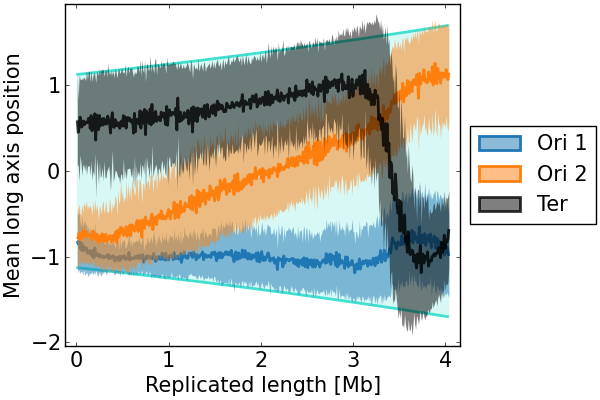 Mean long axis position
1
0
−1
−2
0 1 2 3 4
Replicated length [Mb]
Ori 1
Ori 2
Ter